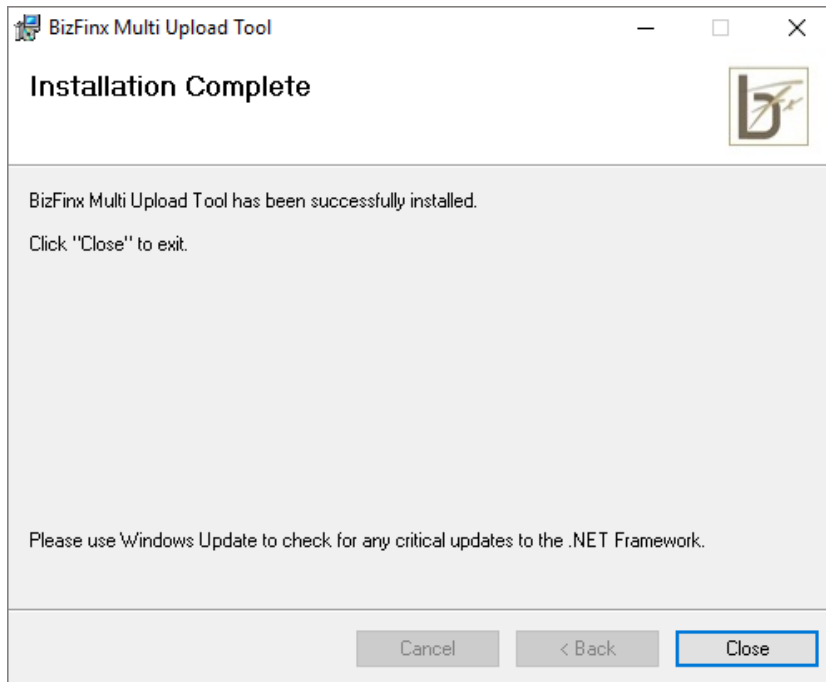 BizFinx Multi Upload Tool
Installation Complete
BizFinx Multi Upload Tool has been successfully installed.
Click "Close" to exit.
Please use Windows Update to check for any critical updates to the .NET Framework.
Cancel
< Back
Close